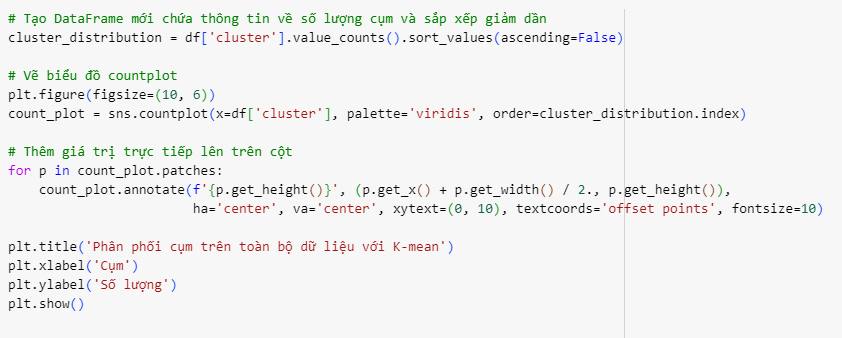 # Tạo DataFrame mới chứa thông tin về số lượng cụm và sắp xếp giảm dần
cluster_distribution = df['cluster'].value_counts().sort_values(ascending=False)
# Vẽ biểu đồ countplot
plt.figure(figsize=(10, 6))
count_plot = sns.countplot(x=df['cluster'], palette='viridis', order=cluster_distribution.index)
# Thêm giá trị trực tiếp lên trên cột
for p in count_plot.patches:
    count_plot.annotate(f'{p.get_height()}', (p.get_x() + p.get_width() / 2., p.get_height()),
                        ha='center', va='center', xytext=(0, 10), textcoords='offset points', fontsize=10)
plt.title('Phân phối cụm trên toàn bộ dữ liệu với K-mean')
plt.xlabel('Cụm')
plt.ylabel('Số lượng')
plt.show()